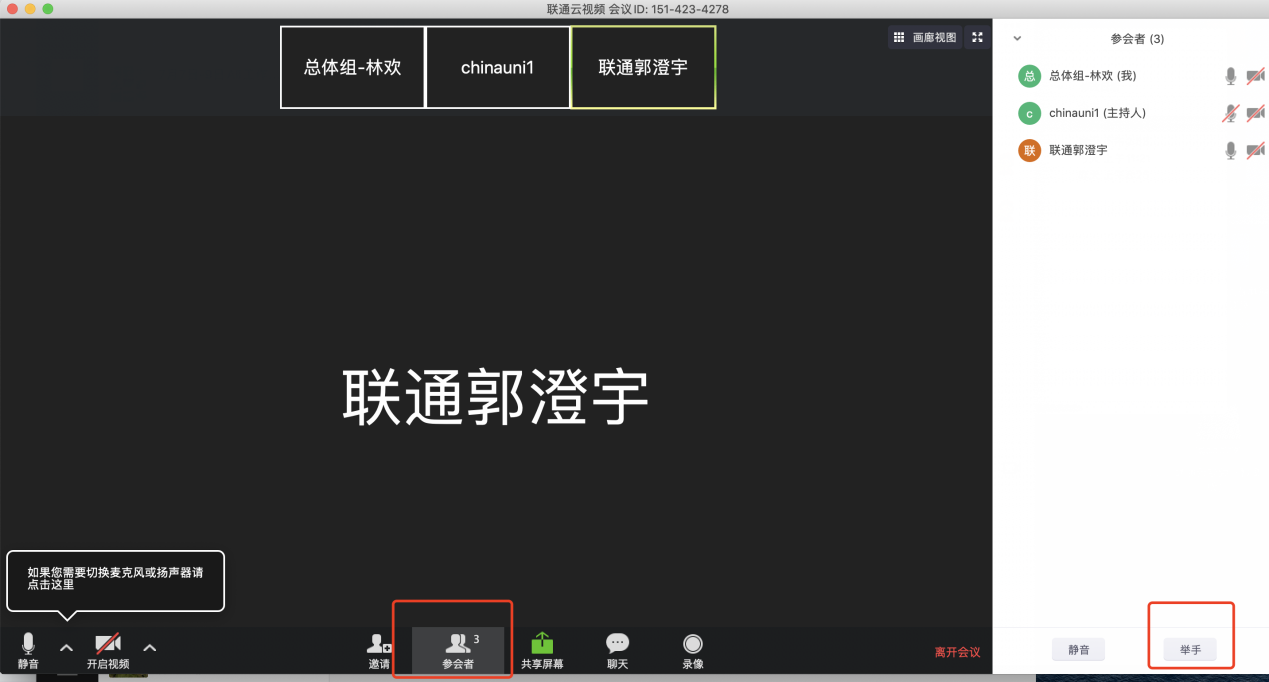 联通云视频 会议ID: 151-423-4278
总体组-林欢
chinauni1
联通郭澄宇
画廊视图
参会者 (3)
总 总体组-林欢 (我)
c chinauni1 (主持人)
联 联通郭澄宇
联通郭澄宇
如果您需要切换麦克风或扬声器请
点击这里
静音
开启视频
邀请
3
参会者
共享屏幕
聊天
录像
离开会议
静音
举手